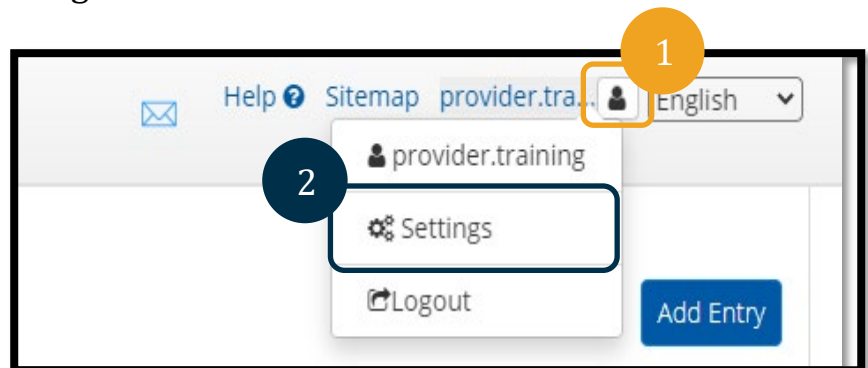 1
Help Sitemap provider.tra... English
provider.training
2
Settings
Logout
Add Entry